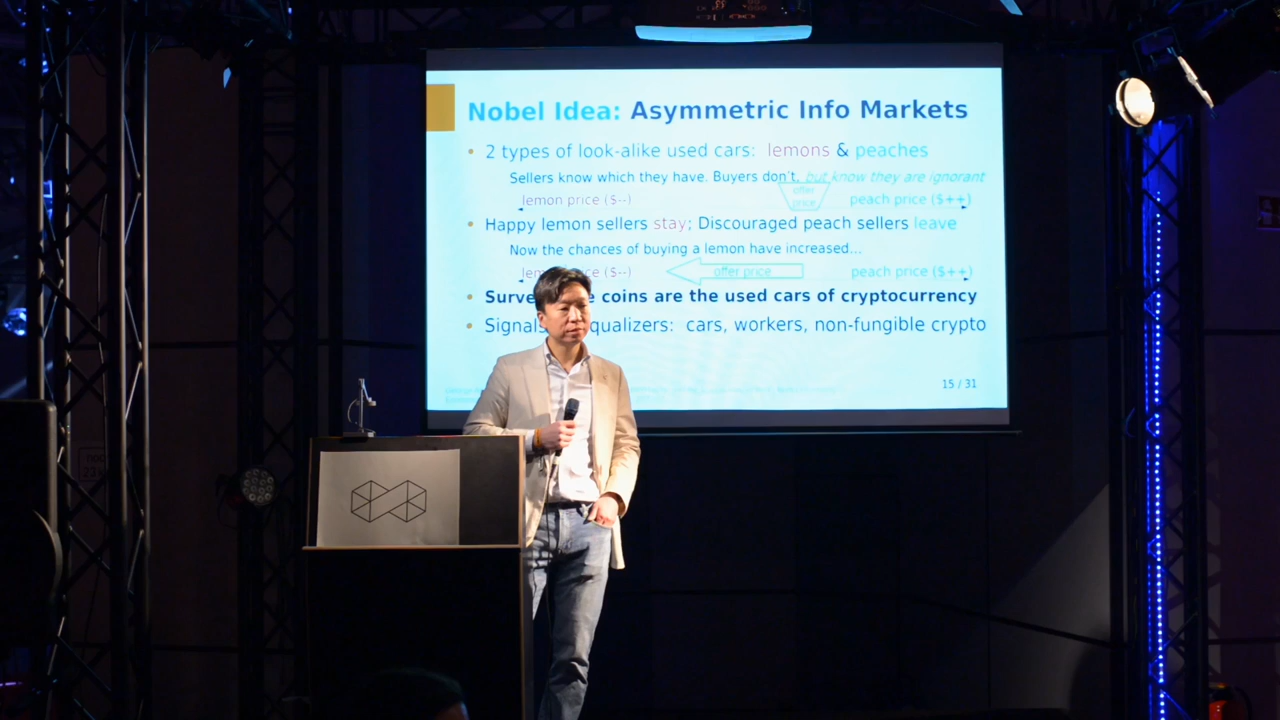 Nobel Idea: Asymmetric Info Markets
• 2 types of look-alike used cars: lemons & peaches
Sellers know which they have. Buyers don't, but know they are ignorant
offer
lemon price ($--) price peach price ($++)
• Happy lemon sellers stay; Discouraged peach sellers leave
Now the chances of buying a lemon have increased...
ce ($--) offer price peach price ($++)
• coins are the used cars of cryptocurrency
• Signals qualizers: cars, workers, non-fungible crypto
15 / 31